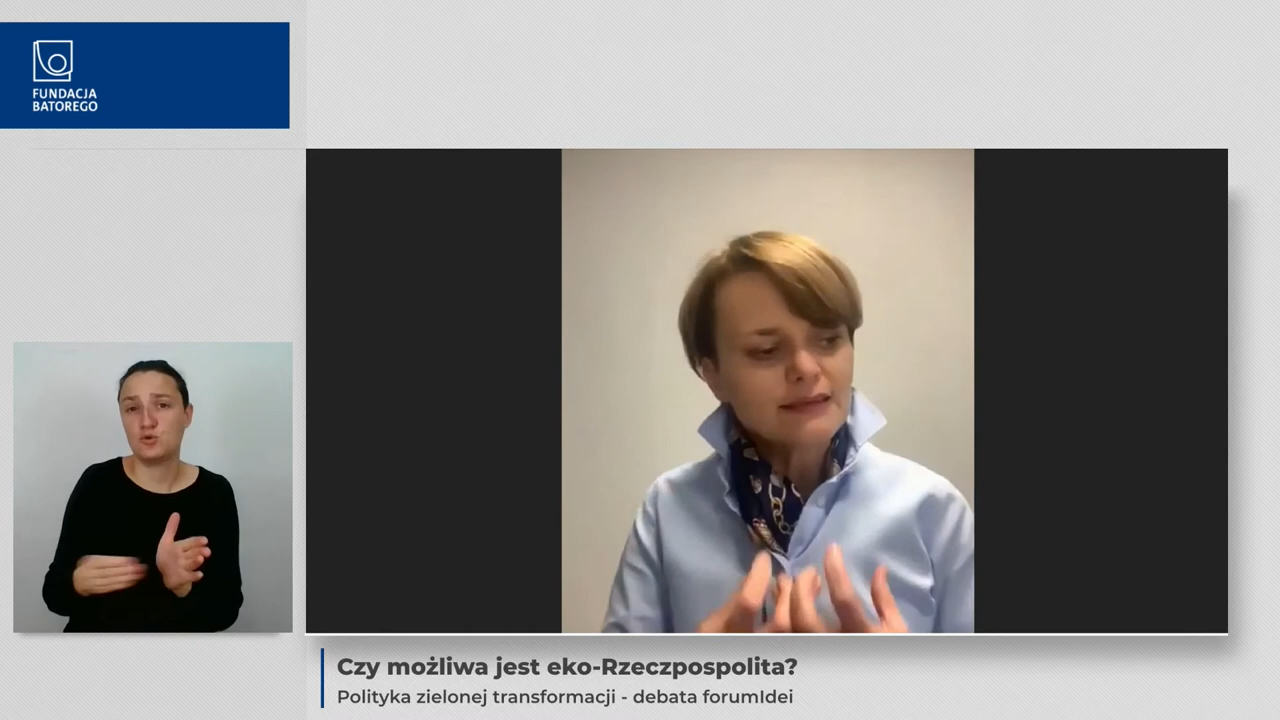 FUNDACJA
BATOREGO
Czy możliwa jest eko-Rzeczpospolita?
Polityka zielonej transformacji - debata forumIdei